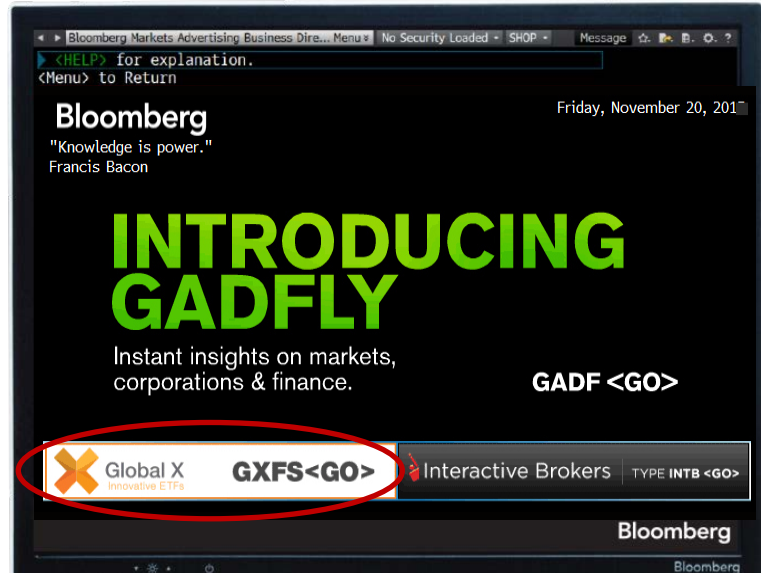 Bloomberg Markets Advertising Business Dire... Menu No Security Loaded SHOP Message ?
<HELP> for explanation.
<Menu> to Return
Bloomberg
Friday, November 20, 201
"Knowledge is power."
Francis Bacon
INTRODUCING
GADFLY
Instant insights on markets,
corporations & finance.
GADF <GO>
Global X
Innovative ETFs
GXFS<GO>
Interactive Brokers
TYPE INTB <GO>
Bloomberg
Bloomberg